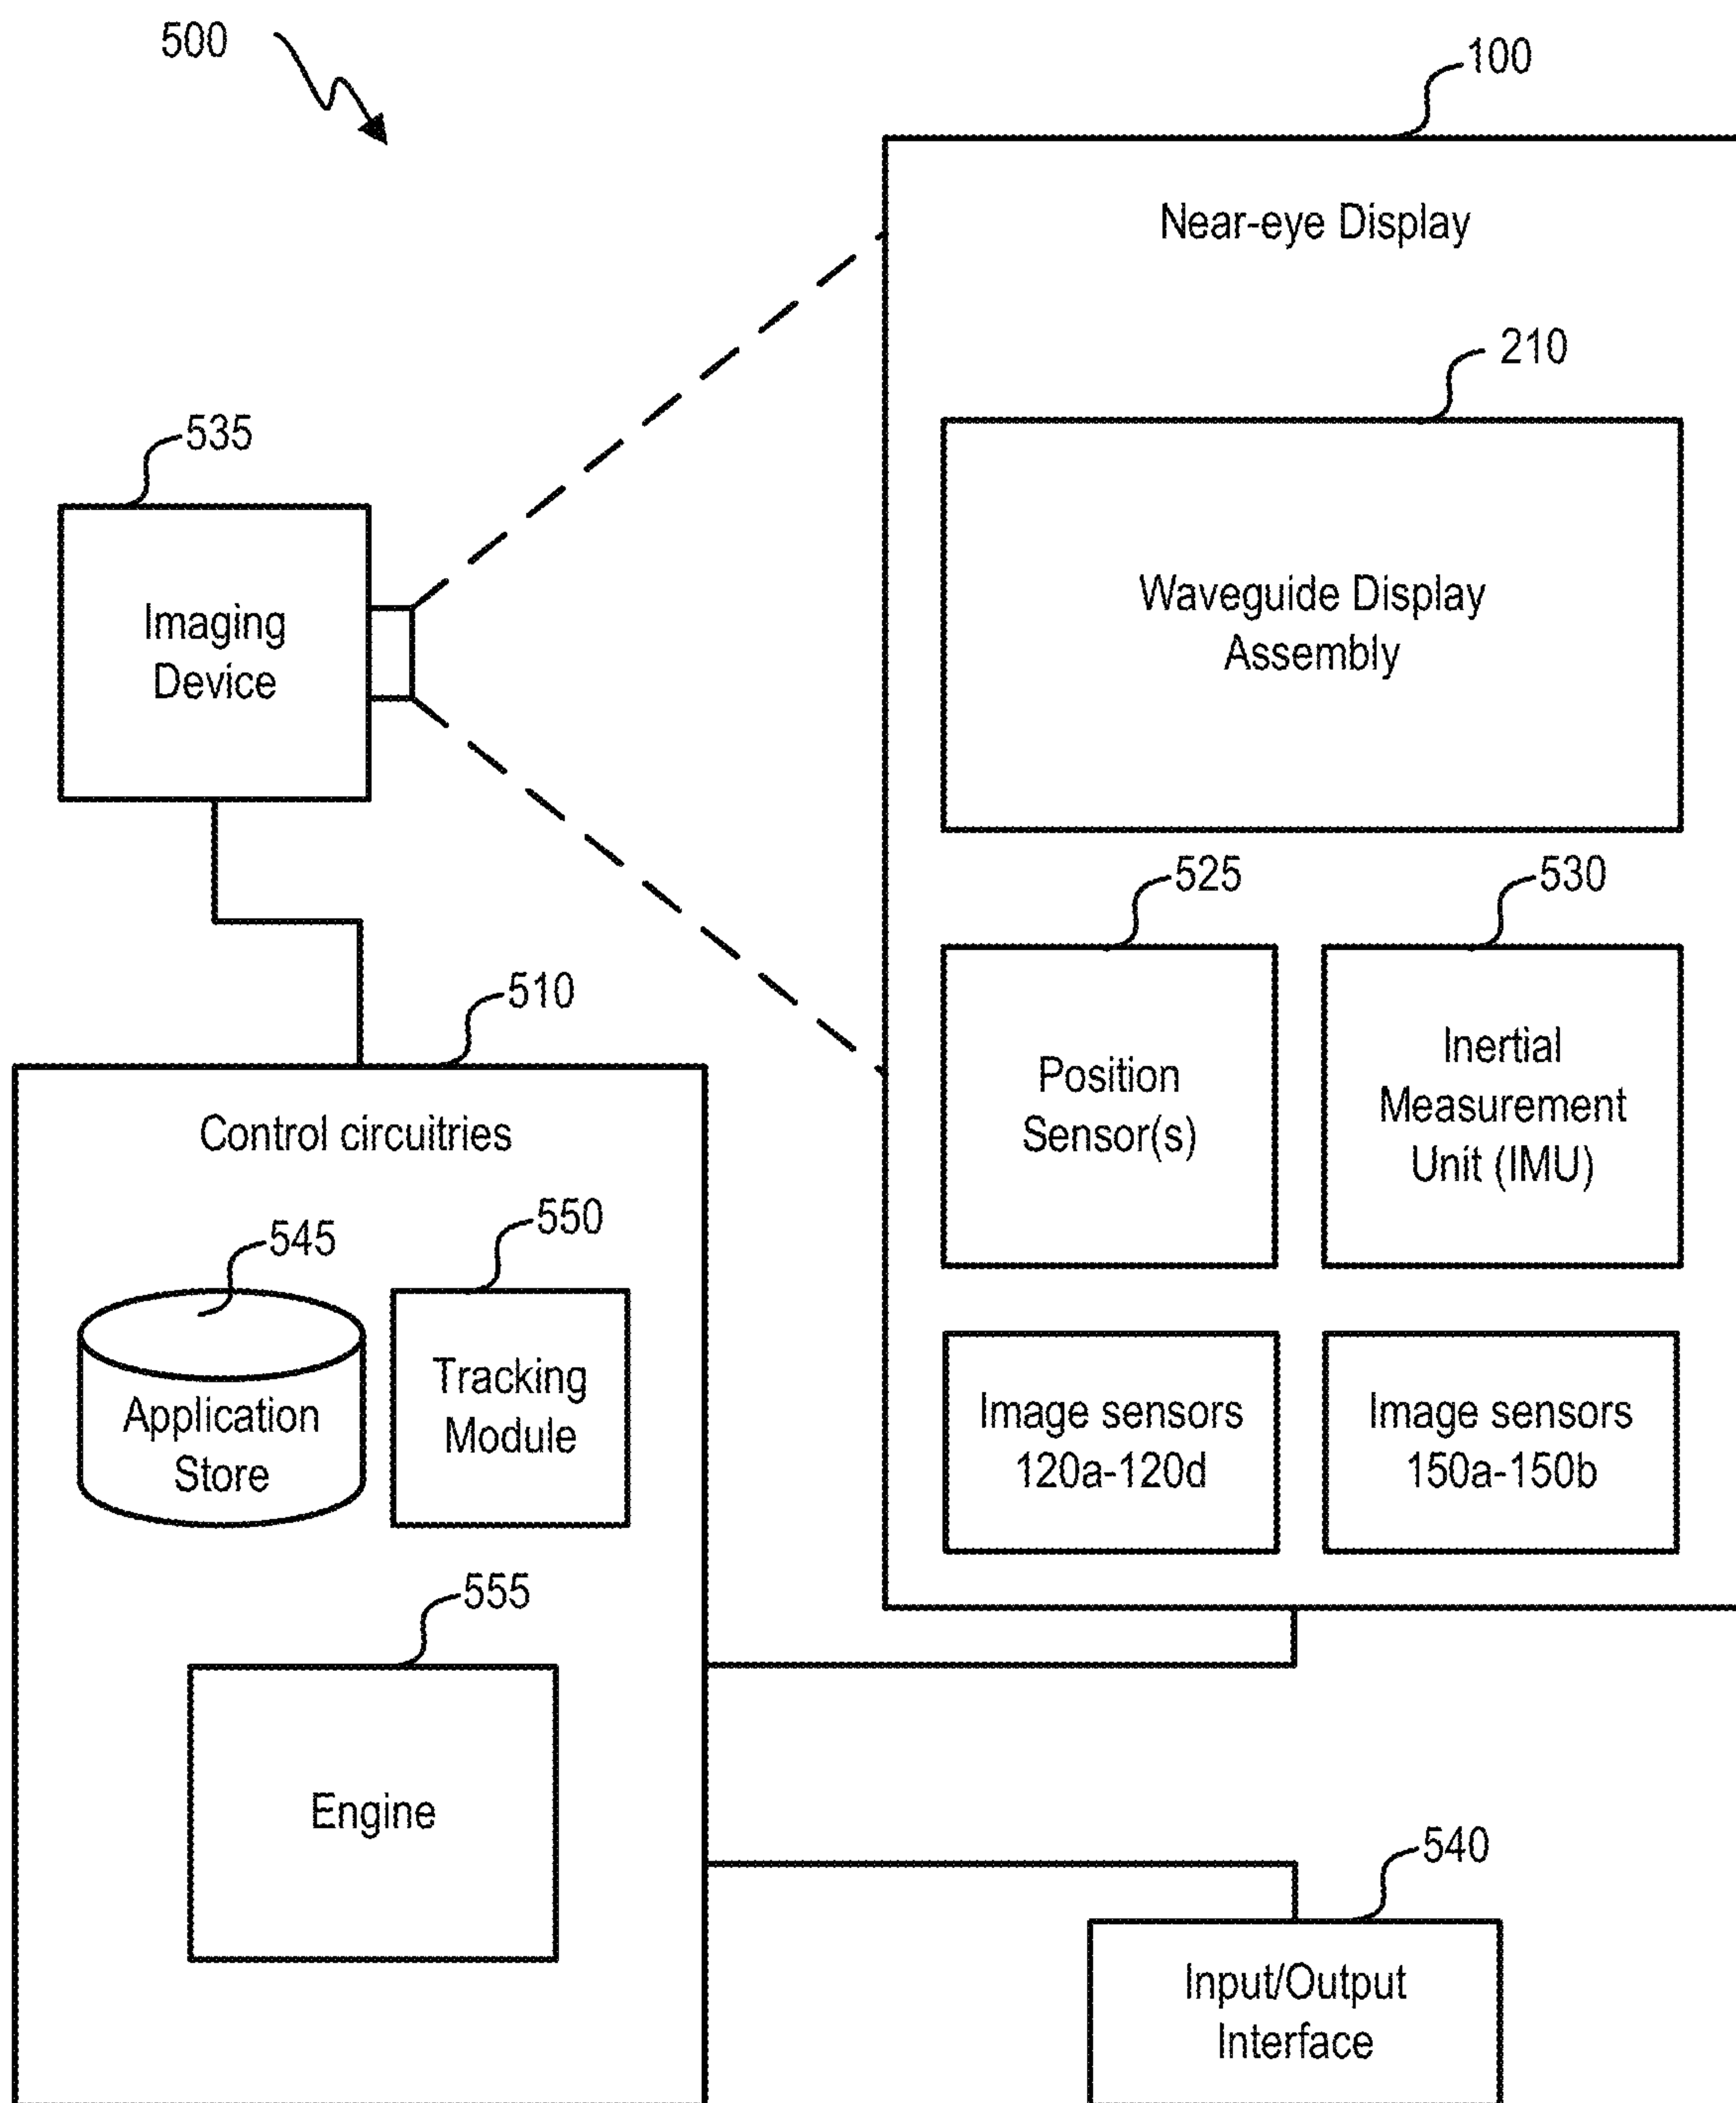 500
100
Near-eye Display
210
Waveguide Display
Assembly
535
Imaging
Device
525
530
Position
Sensor(s)
Inertial
Measurement
Unit (IMU)
510
Control circuitries
545
550
Application
Store
Tracking
Module
Image sensors
120a-120d
Image sensors
150a-150b
555
Engine
540
Input/Output
Interface